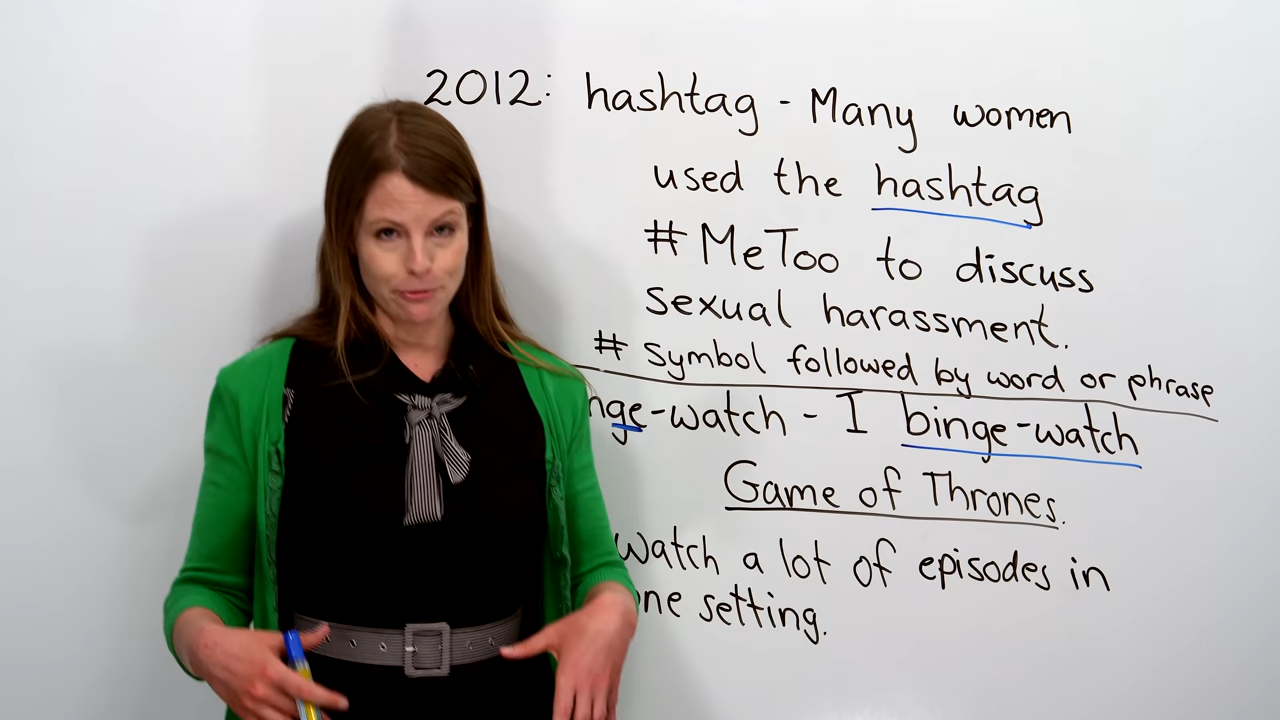 2012: hashtag - Many women
used the hashtag
#MeToo to discuss
sexual harassment.
# symbol followed by word or phrase
nge-watch - I binge-watch
Game of Thrones.
watch a lot of episodes in
one setting.